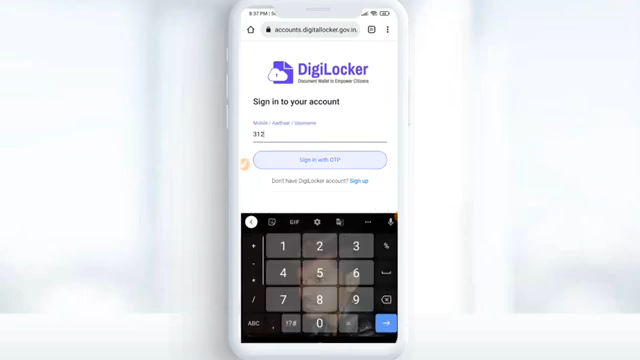 8:37 PM
accounts.digitallocker.gov.in
DigiLocker
Document Wallet to Empower Citizens
Sign in to your account
Mobile / Aadhaar / Username
312
Sign in with OTP
Don't have DigiLocker account? Sign up
GIF
+ 1 2 3 %
- 4 5 6
*
/ 7 8 9
ABC !?# 0 =